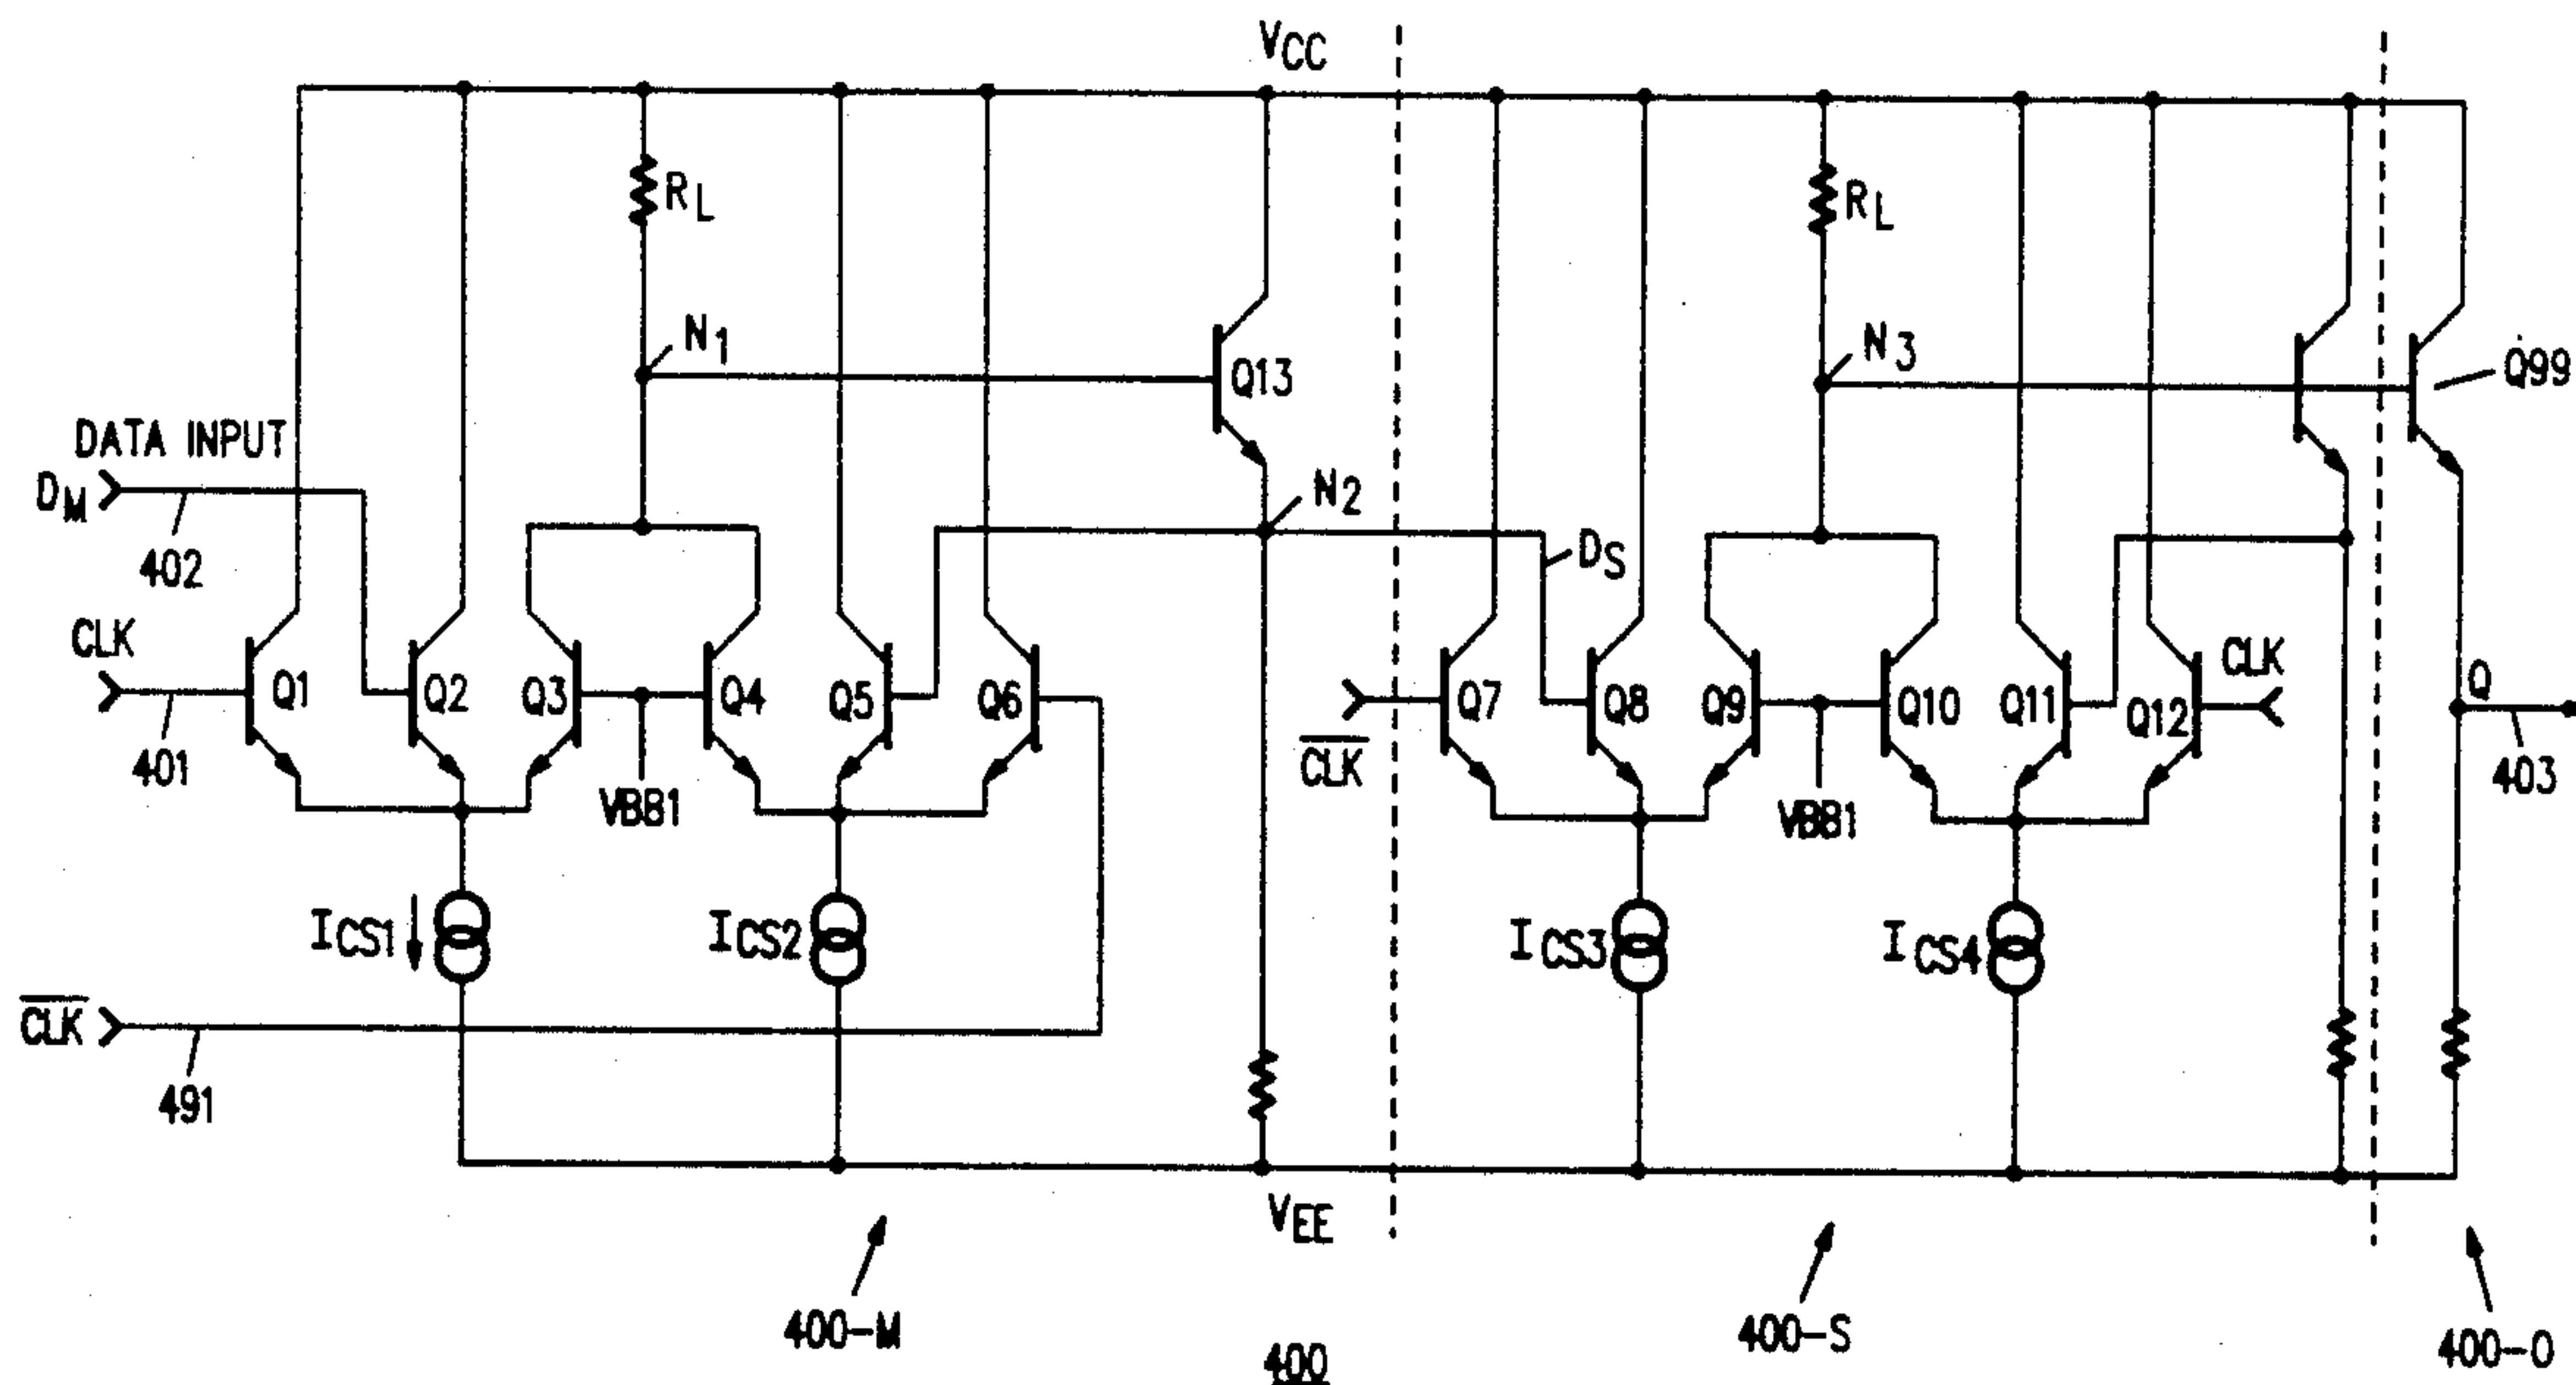 VCC
RL
RL
N1
N3
Q13
Q99
DATA INPUT
DM
402
N2
DS
CLK
401
Q1
Q2
Q3
Q4
Q5
Q6
VBB1
CLK
Q7
Q8
Q9
Q10
Q11
Q12
CLK
VBB1
Q
403
ICS1
ICS2
ICS3
ICS4
CLK
491
VEE
400-M
400-S
400-O
400